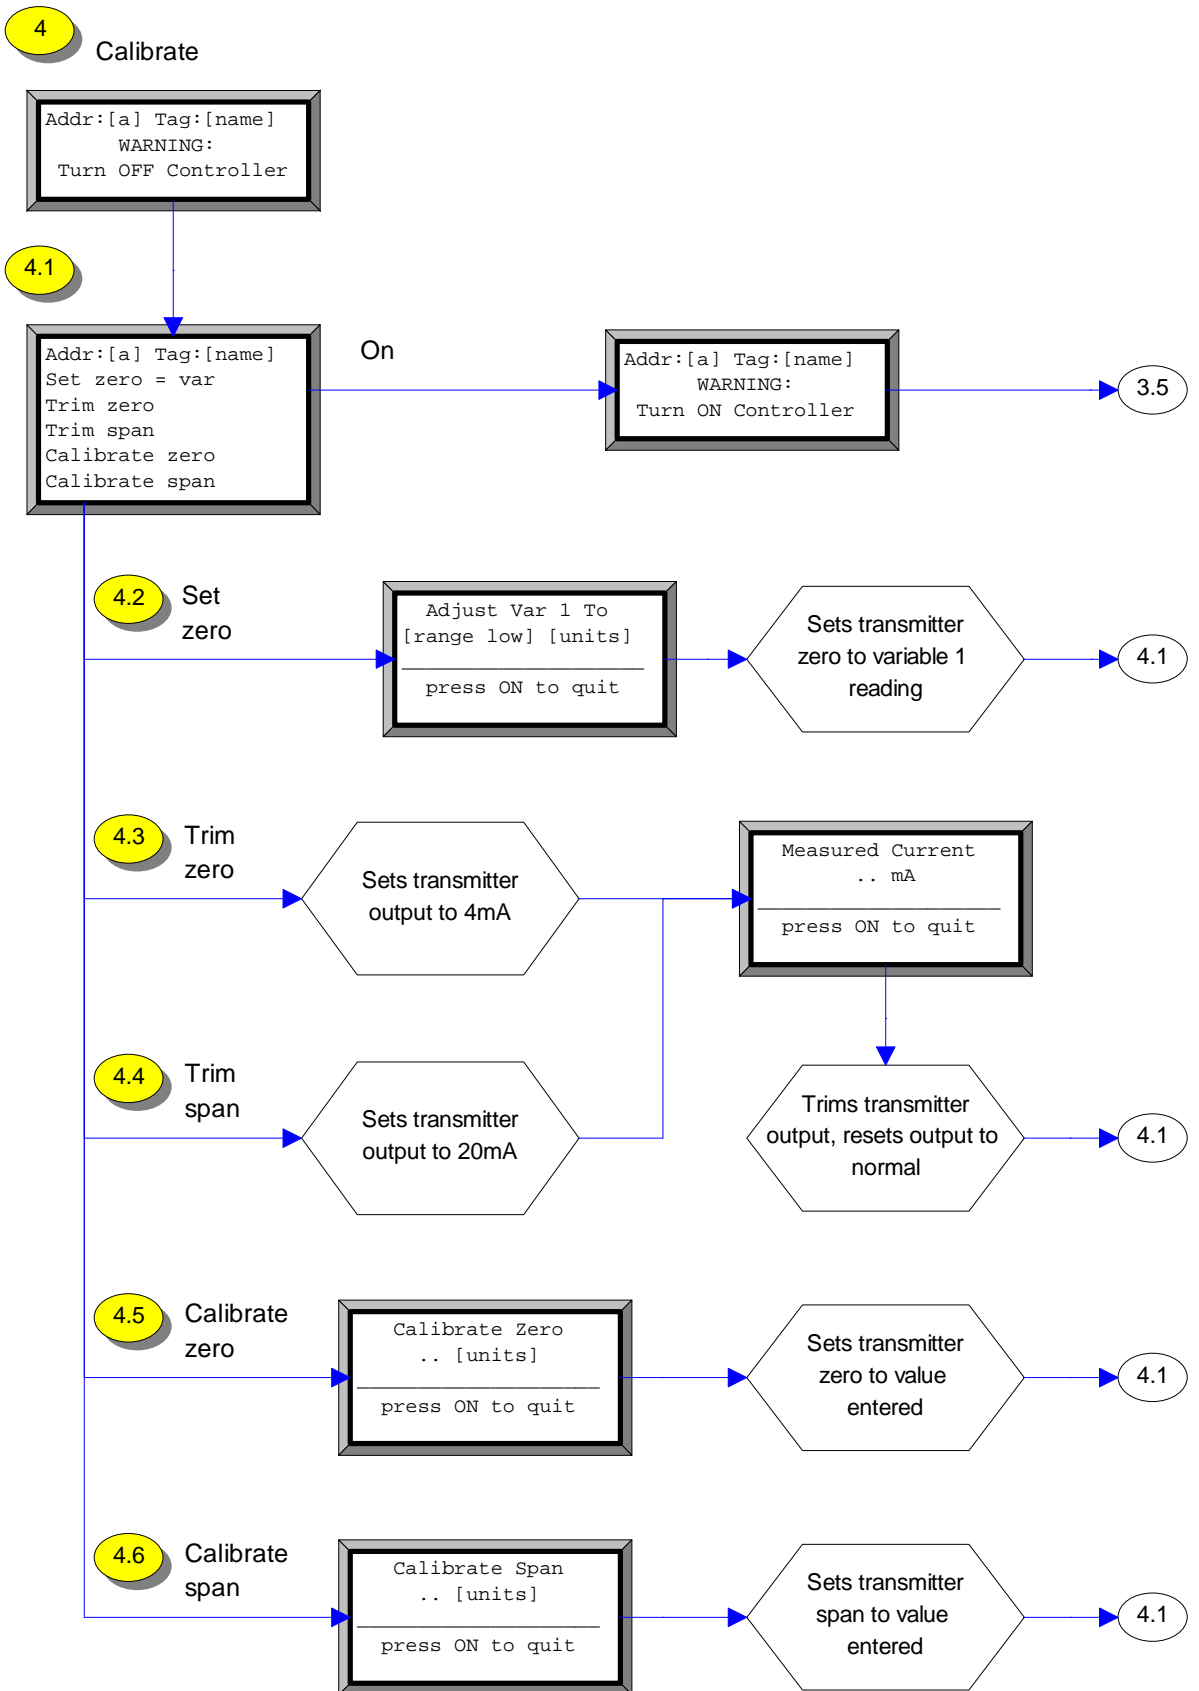 4
Calibrate
Addr:[a] Tag:[name]
WARNING:
Turn OFF Controller
4.1
Addr:[a] Tag:[name]
Set zero = var
Trim zero
Trim span
Calibrate zero
Calibrate span
On
Addr:[a] Tag:[name]
WARNING:
Turn ON Controller
3.5
4.2
Set
zero
Adjust Var 1 To
[range low] [units]
press ON to quit
Sets transmitter
zero to variable 1
reading
4.1
4.3
Trim
zero
Sets transmitter
output to 4mA
Measured Current
.. mA
press ON to quit
4.4
Trim
span
Sets transmitter
output to 20mA
Trims transmitter
output, resets output to
normal
4.1
4.5
Calibrate
zero
Calibrate Zero
.. [units]
press ON to quit
Sets transmitter
zero to value
entered
4.1
4.6
Calibrate
span
Calibrate Span
.. [units]
press ON to quit
Sets transmitter
span to value
entered
4.1